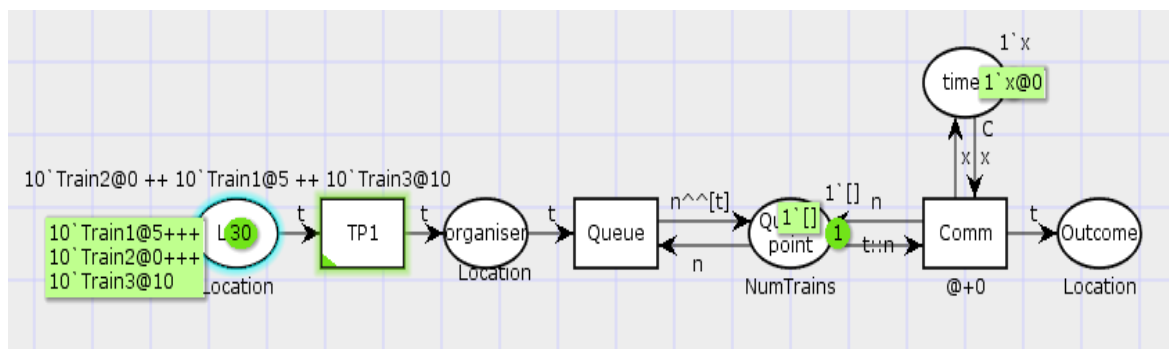 1`x
time
1`x@0
C
x
x
10`Train2@0 ++ 10`Train1@5 ++ 10`Train3@10
10`Train1@5+++
10`Train2@0+++
10`Train3@10
L
30
Location
t
TP1
t
organiser
Location
t
Queue
n^^[t]
n
1`[]
1`[]
1
point
NumTrains
n
t::n
Comm
@+0
t
Outcome
Location